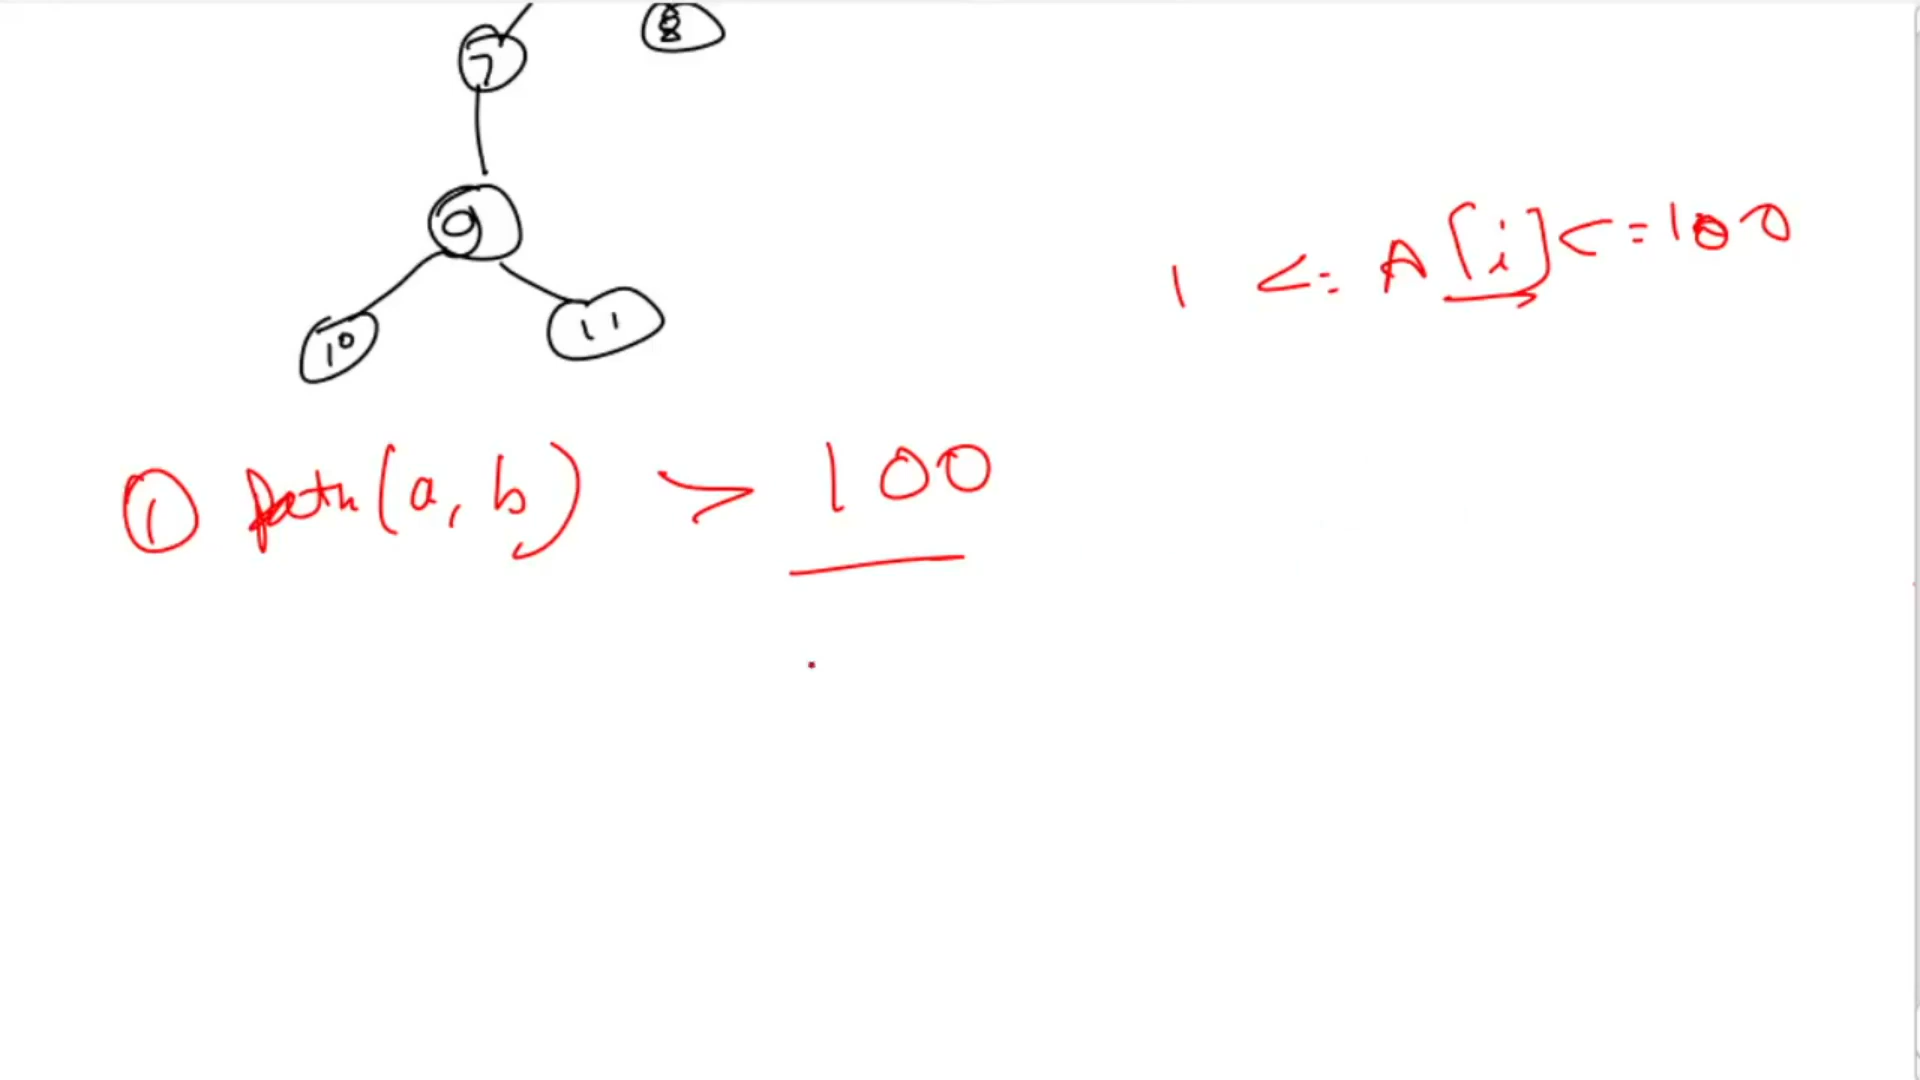 8
7
9
1 <= A[i] <= 100
10
11
① path(a, b) > 100